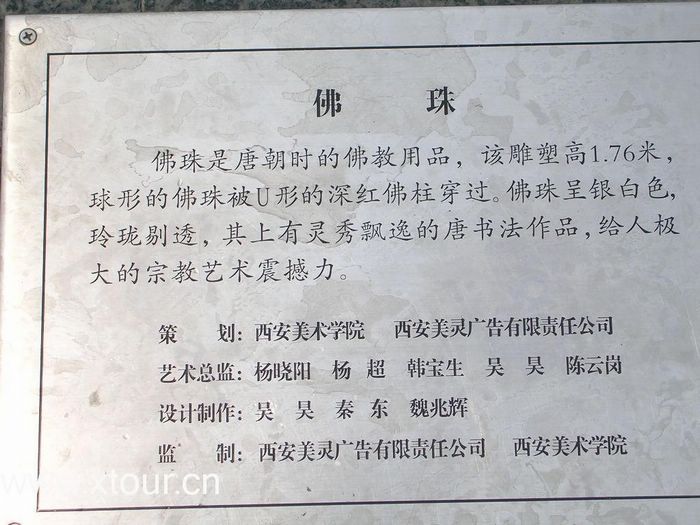 佛 珠
佛珠是唐朝时的佛教用品，该雕塑高1.76米，
球形的佛珠被U形的深红佛柱穿过。佛珠呈银白色，
玲珑剔透，其上有灵秀飘逸的唐书法作品，给人极
大的宗教艺术震撼力。
策 划：西安美术学院 西安美灵广告有限责任公司
艺术总监：杨晓阳 杨 超 韩宝生 吴 昊 陈云岗
设计制作：吴 昊 秦 东 魏兆辉
监 制：西安美灵广告有限责任公司 西安美术学院
www.xtour.cn